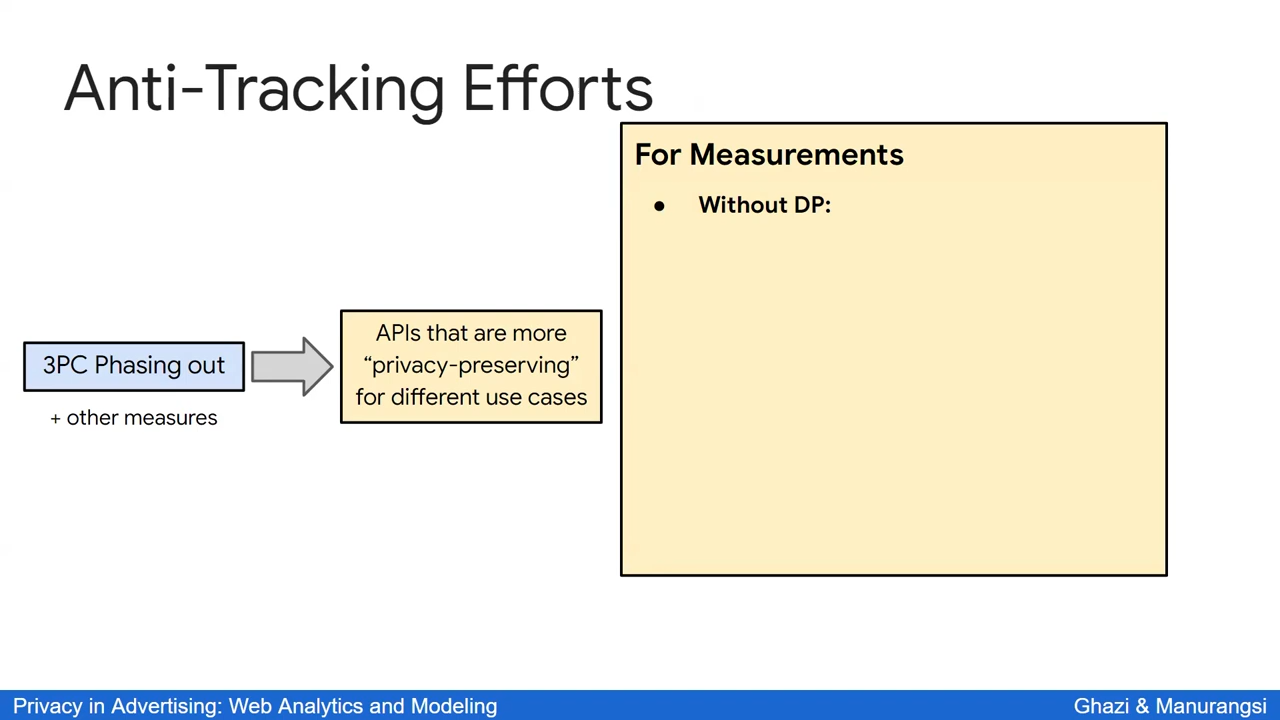 Anti-Tracking Efforts
For Measurements
● Without DP:
3PC Phasing out
+ other measures
APIs that are more
“privacy-preserving”
for different use cases
Privacy in Advertising: Web Analytics and Modeling
Ghazi & Manurangsi